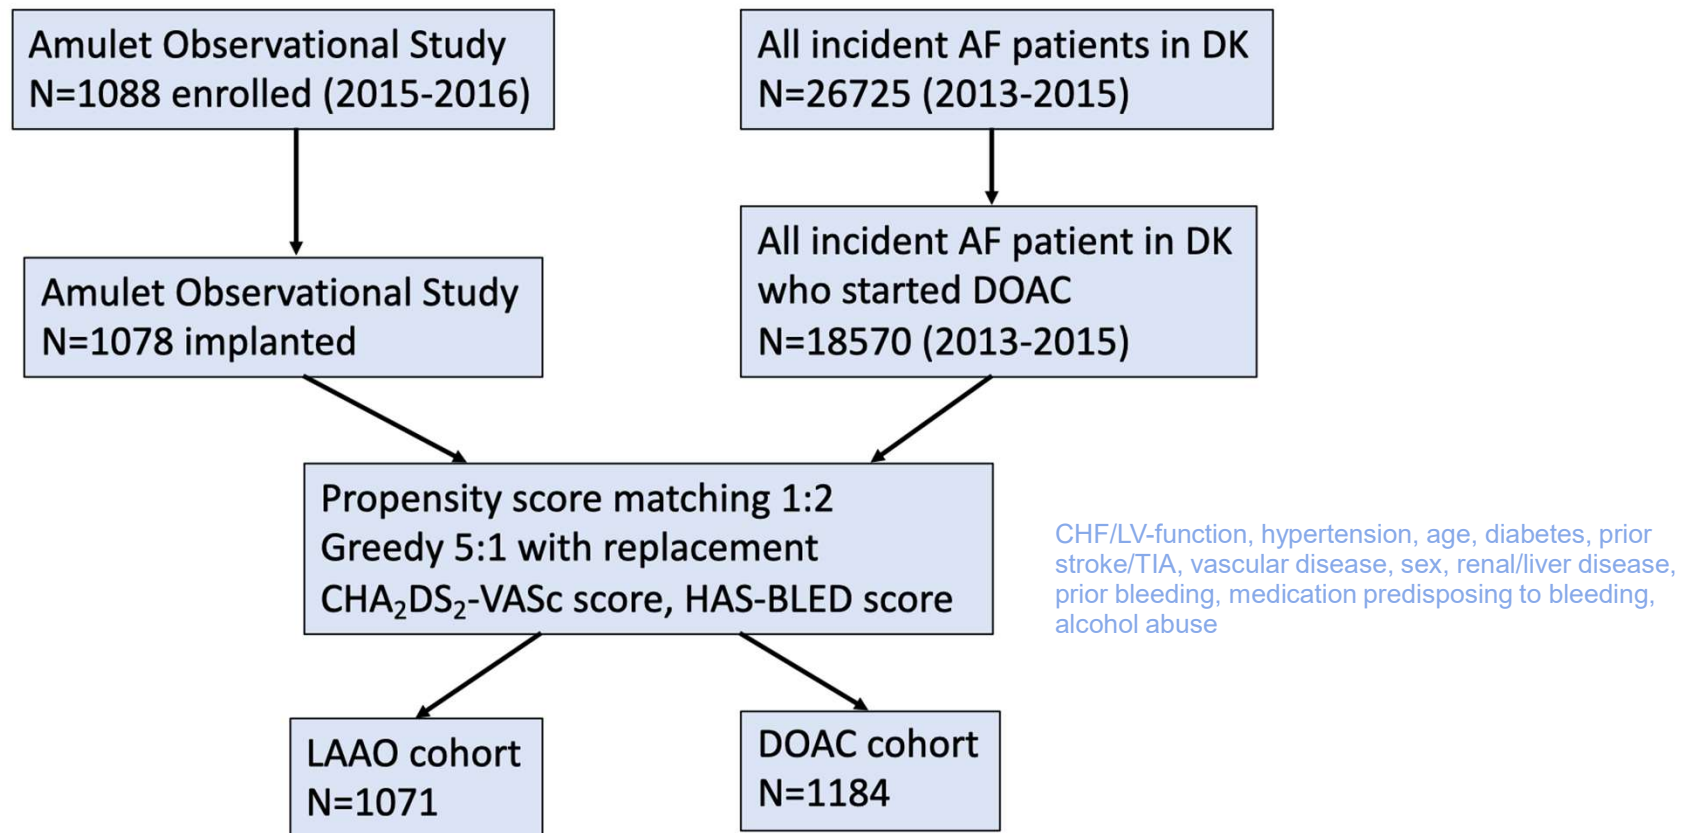 Amulet Observational Study
N=1088 enrolled (2015-2016)
All incident AF patients in DK
N=26725 (2013-2015)
Amulet Observational Study
N=1078 implanted
All incident AF patient in DK
who started DOAC
N=18570 (2013-2015)
Propensity score matching 1:2
Greedy 5:1 with replacement
CHA₂DS₂-VASc score, HAS-BLED score
CHF/LV-function, hypertension, age, diabetes, prior
stroke/TIA, vascular disease, sex, renal/liver disease,
prior bleeding, medication predisposing to bleeding,
alcohol abuse
LAAO cohort
N=1071
DOAC cohort
N=1184